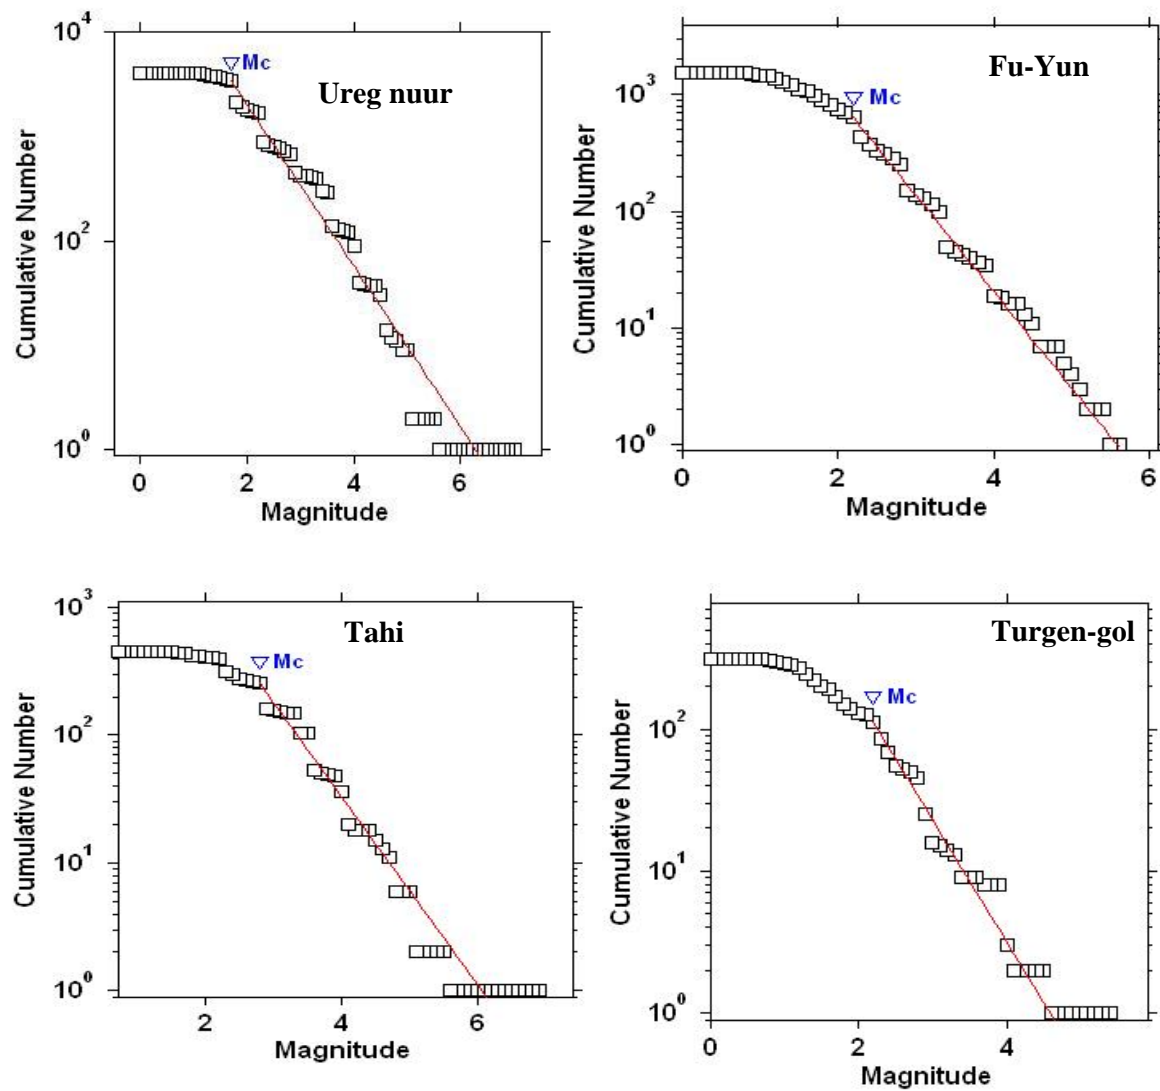 Ureg nuur
Mc
10^4
10^2
10^0
Cumulative Number
0 2 4 6
Magnitude
Fu-Yun
Mc
10^3
10^2
10^1
10^0
Cumulative Number
0 2 4 6
Magnitude
Tahi
Mc
10^3
10^2
10^1
10^0
Cumulative Number
2 4 6
Magnitude
Turgen-gol
Mc
10^2
10^1
10^0
Cumulative Number
0 2 4
Magnitude